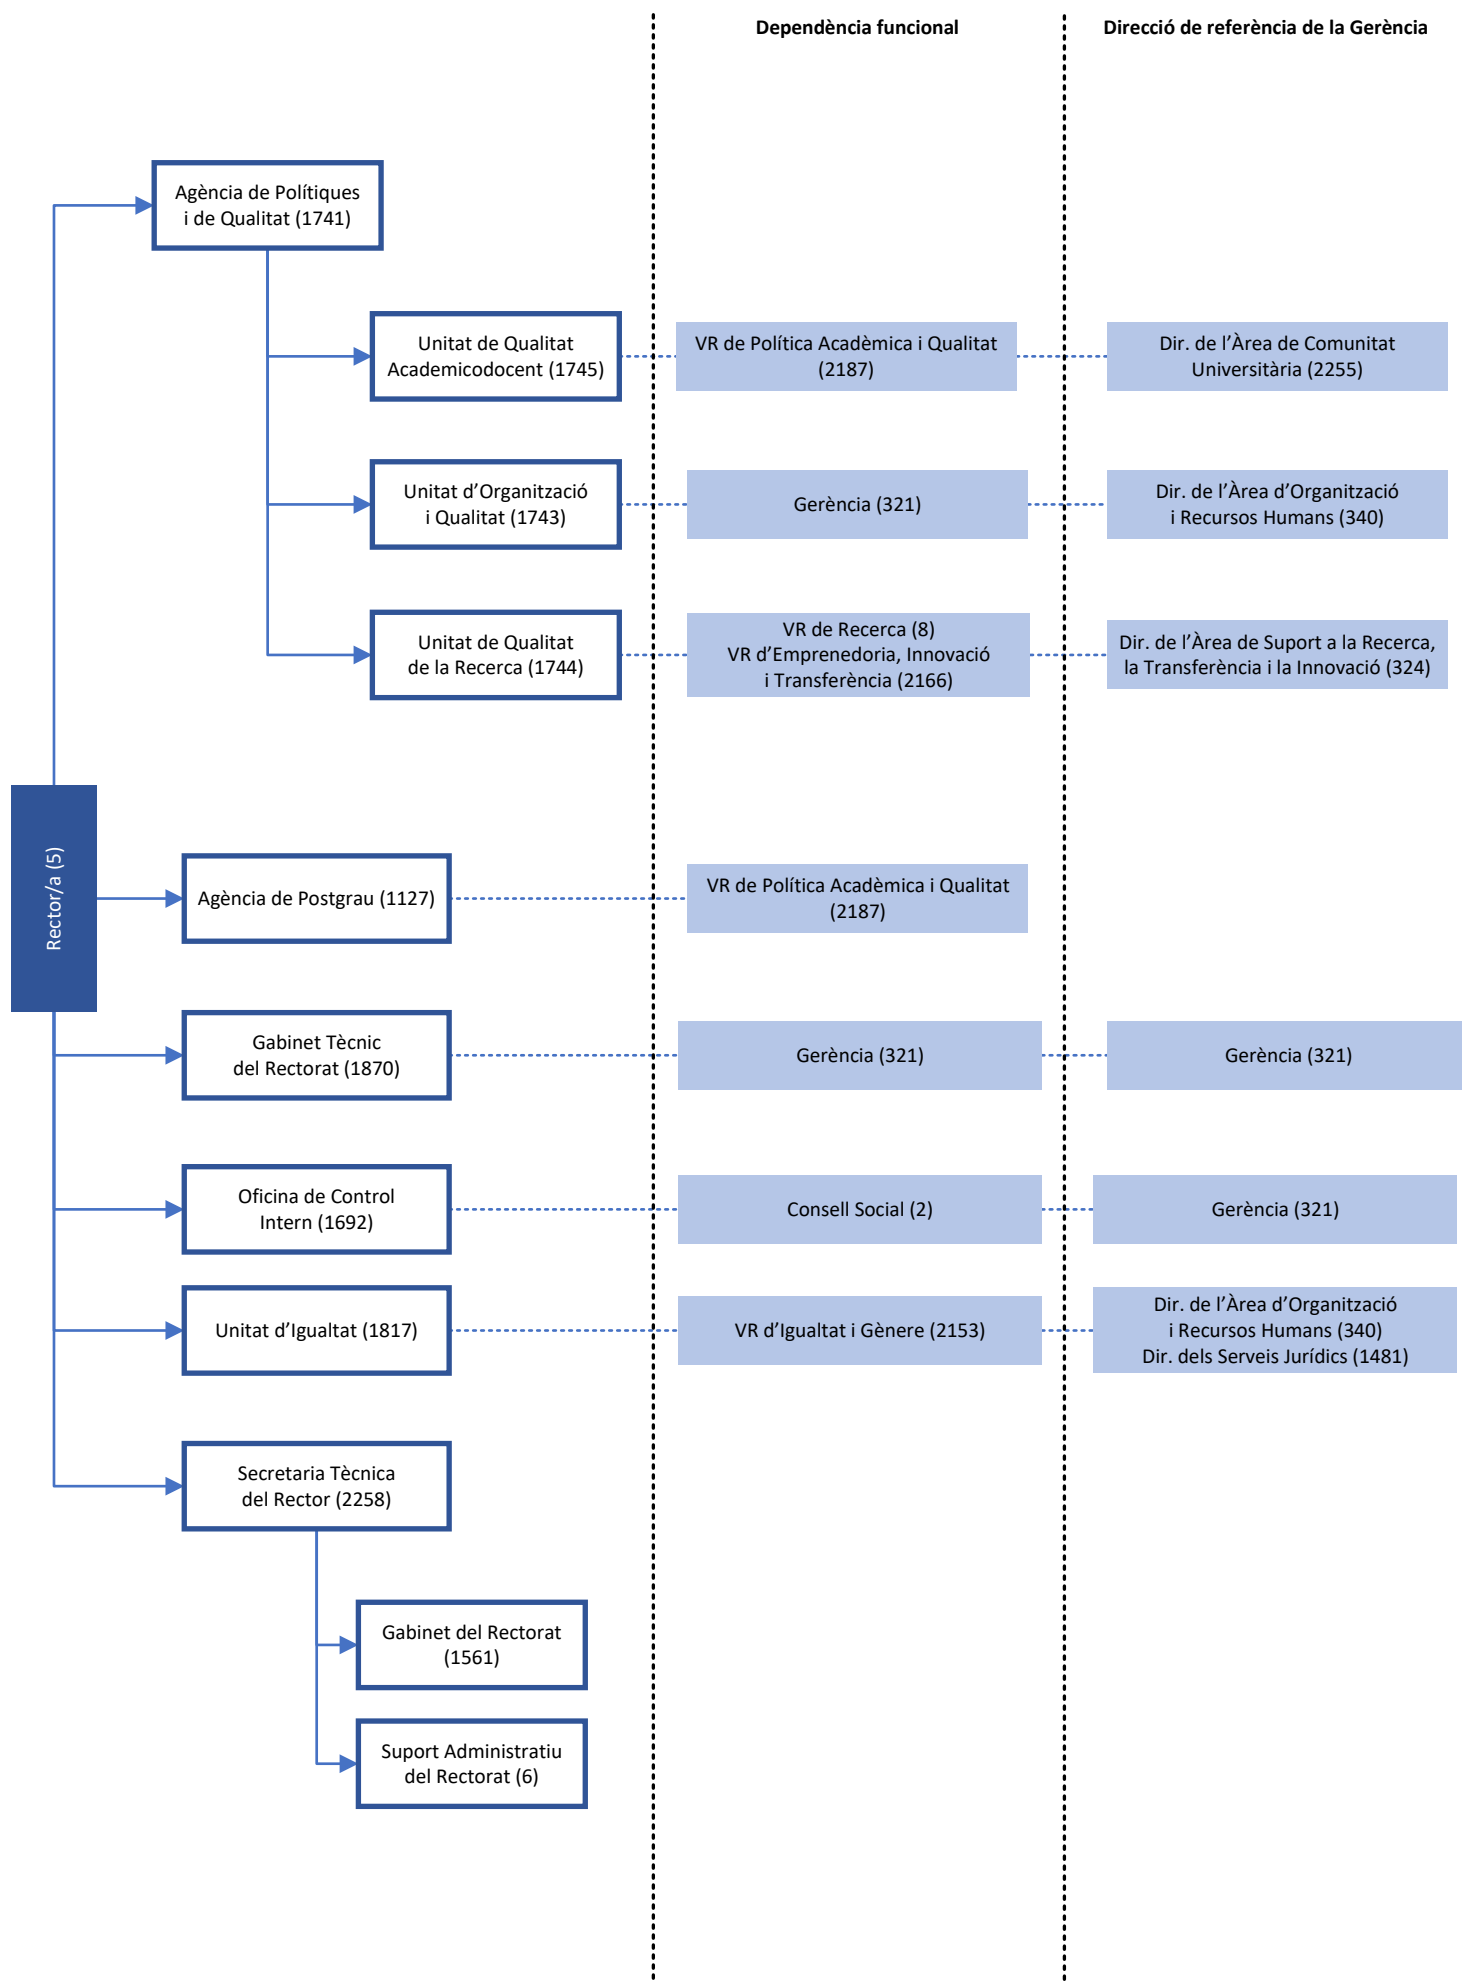 Dependència funcional
Direcció de referència de la Gerència
Agència de Polítiques
i de Qualitat (1741)
Unitat de Qualitat
Academicodocent (1745)
VR de Política Acadèmica i Qualitat
(2187)
Dir. de l’Àrea de Comunitat
Universitària (2255)
Unitat d’Organització
i Qualitat (1743)
Gerència (321)
Dir. de l’Àrea d’Organització
i Recursos Humans (340)
Unitat de Qualitat
de la Recerca (1744)
VR de Recerca (8)
VR d’Emprenedoria, Innovació
i Transferència (2166)
Dir. de l’Àrea de Suport a la Recerca,
la Transferència i la Innovació (324)
Rector/a (5)
Agència de Postgrau (1127)
VR de Política Acadèmica i Qualitat
(2187)
Gabinet Tècnic
del Rectorat (1870)
Gerència (321)
Gerència (321)
Oficina de Control
Intern (1692)
Consell Social (2)
Gerència (321)
Unitat d’Igualtat (1817)
VR d’Igualtat i Gènere (2153)
Dir. de l’Àrea d’Organització
i Recursos Humans (340)
Dir. dels Serveis Jurídics (1481)
Secretaria Tècnica
del Rector (2258)
Gabinet del Rectorat
(1561)
Suport Administratiu
del Rectorat (6)